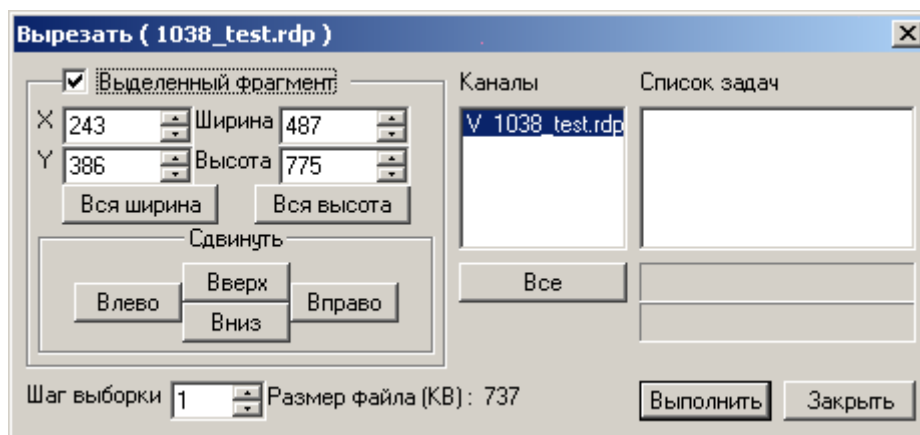 Вырезать ( 1038_test.rdp )
Выделенный фрагмент
Каналы
Список задач
X 243 Ширина 487
V 1038_test.rdp
Y 386 Высота 775
Вся ширина
Вся высота
Сдвинуть
Влево
Вверх
Вниз
Вправо
Все
Шаг выборки 1 Размер файла (KB) : 737
Выполнить
Закрыть